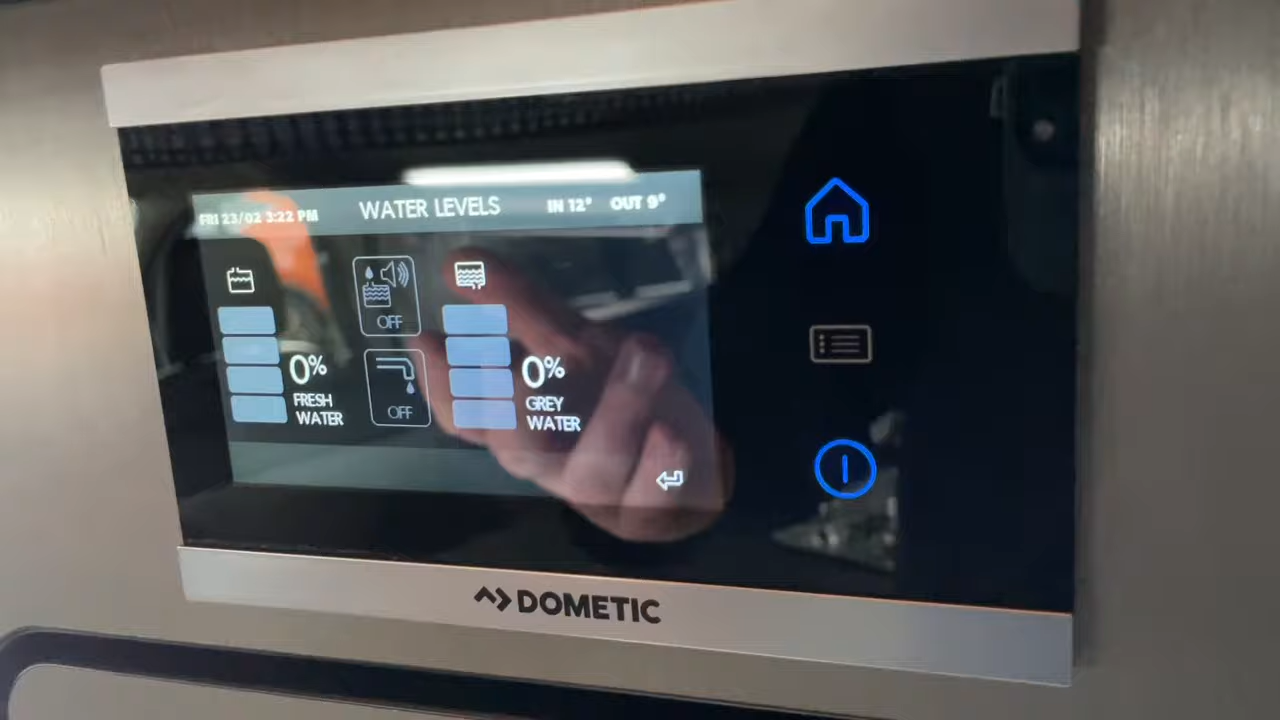 FRI 23/02 3:22 PM WATER LEVELS IN 12° OUT 9°
OFF
0%
FRESH
WATER
OFF
0%
GREY
WATER
DOMETIC